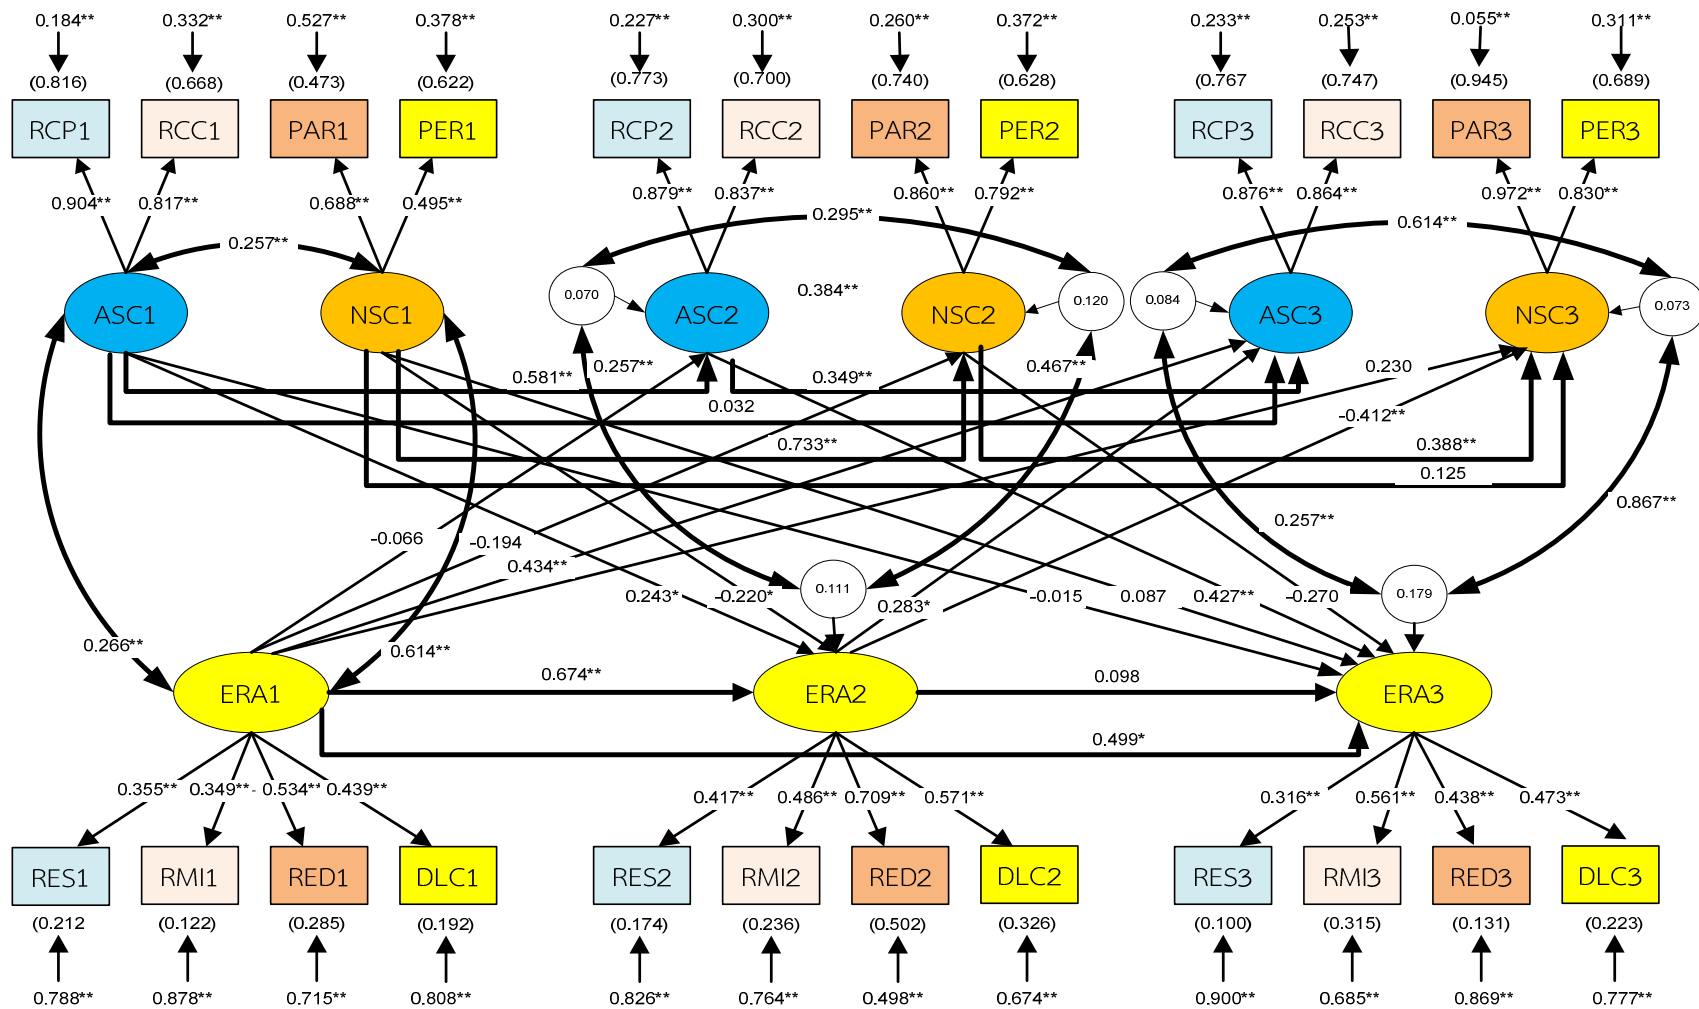 0.184** 0.332** 0.527** 0.378** 0.227** 0.300** 0.260** 0.372** 0.233** 0.253** 0.055** 0.311**
(0.816) (0.668) (0.473) (0.622) (0.773) (0.700) (0.740) (0.628) (0.767 (0.747) (0.945) (0.689)
RCP1 RCC1 PAR1 PER1 RCP2 RCC2 PAR2 PER2 RCP3 RCC3 PAR3 PER3
0.904** 0.817** 0.688** 0.495** 0.879** 0.837** 0.860** 0.792** 0.876** 0.864** 0.972** 0.830**
0.257** 0.295** 0.614**
0.070 0.384** 0.120 0.084 0.073
ASC1 NSC1 ASC2 NSC2 ASC3 NSC3
0.257** 0.467** 0.230
0.581** 0.349**
0.032 -0.412**
0.733** 0.388**
0.125
0.867**
0.257**
-0.066 -0.194
0.434**
0.111 0.179
0.243* -0.220* 0.283* -0.015 0.087 0.427** -0.270
0.266** 0.614**
0.674** 0.098
ERA1 ERA2 ERA3
0.499*
0.355** 0.349**- 0.534** 0.439** 0.417** 0.486** 0.709** 0.571** 0.316** 0.561** 0.438** 0.473**
RES1 RMI1 RED1 DLC1 RES2 RMI2 RED2 DLC2 RES3 RMI3 RED3 DLC3
(0.212 (0.122) (0.285) (0.192) (0.174) (0.236) (0.502) (0.326) (0.100) (0.315) (0.131) (0.223)
0.788** 0.878** 0.715** 0.808** 0.826** 0.764** 0.498** 0.674** 0.900** 0.685** 0.869** 0.777**